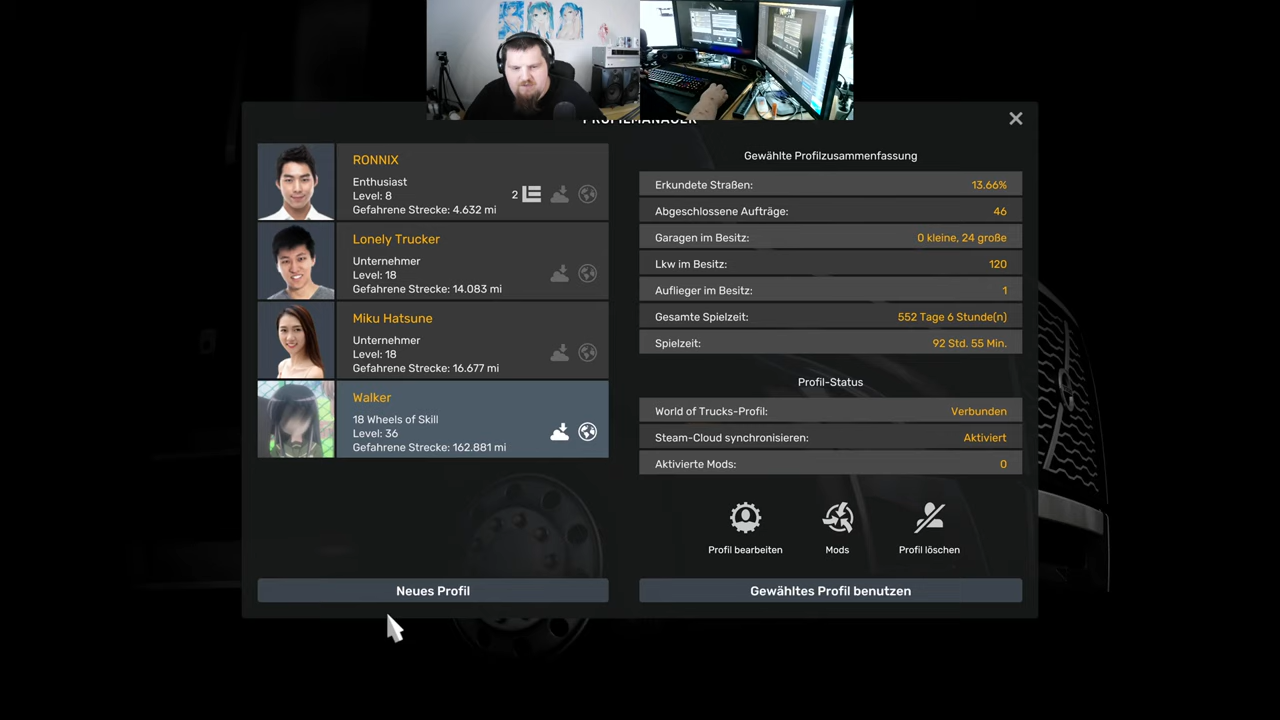 PROFILMANAGER
RONNIX
Enthusiast
Level: 8
Gefahrene Strecke: 4.632 mi
2
Lonely Trucker
Unternehmer
Level: 18
Gefahrene Strecke: 14.083 mi
Miku Hatsune
Unternehmer
Level: 18
Gefahrene Strecke: 16.677 mi
Walker
18 Wheels of Skill
Level: 36
Gefahrene Strecke: 162.881 mi
Neues Profil
Gewählte Profilzusammenfassung
Erkundete Straßen: 13.66%
Abgeschlossene Aufträge: 46
Garagen im Besitz: 0 kleine, 24 große
Lkw im Besitz: 120
Auflieger im Besitz: 1
Gesamte Spielzeit: 552 Tage 6 Stunde(n)
Spielzeit: 92 Std. 55 Min.
Profil-Status
World of Trucks-Profil: Verbunden
Steam-Cloud synchronisieren: Aktiviert
Aktivierte Mods: 0
Profil bearbeiten
Mods
Profil löschen
Gewähltes Profil benutzen